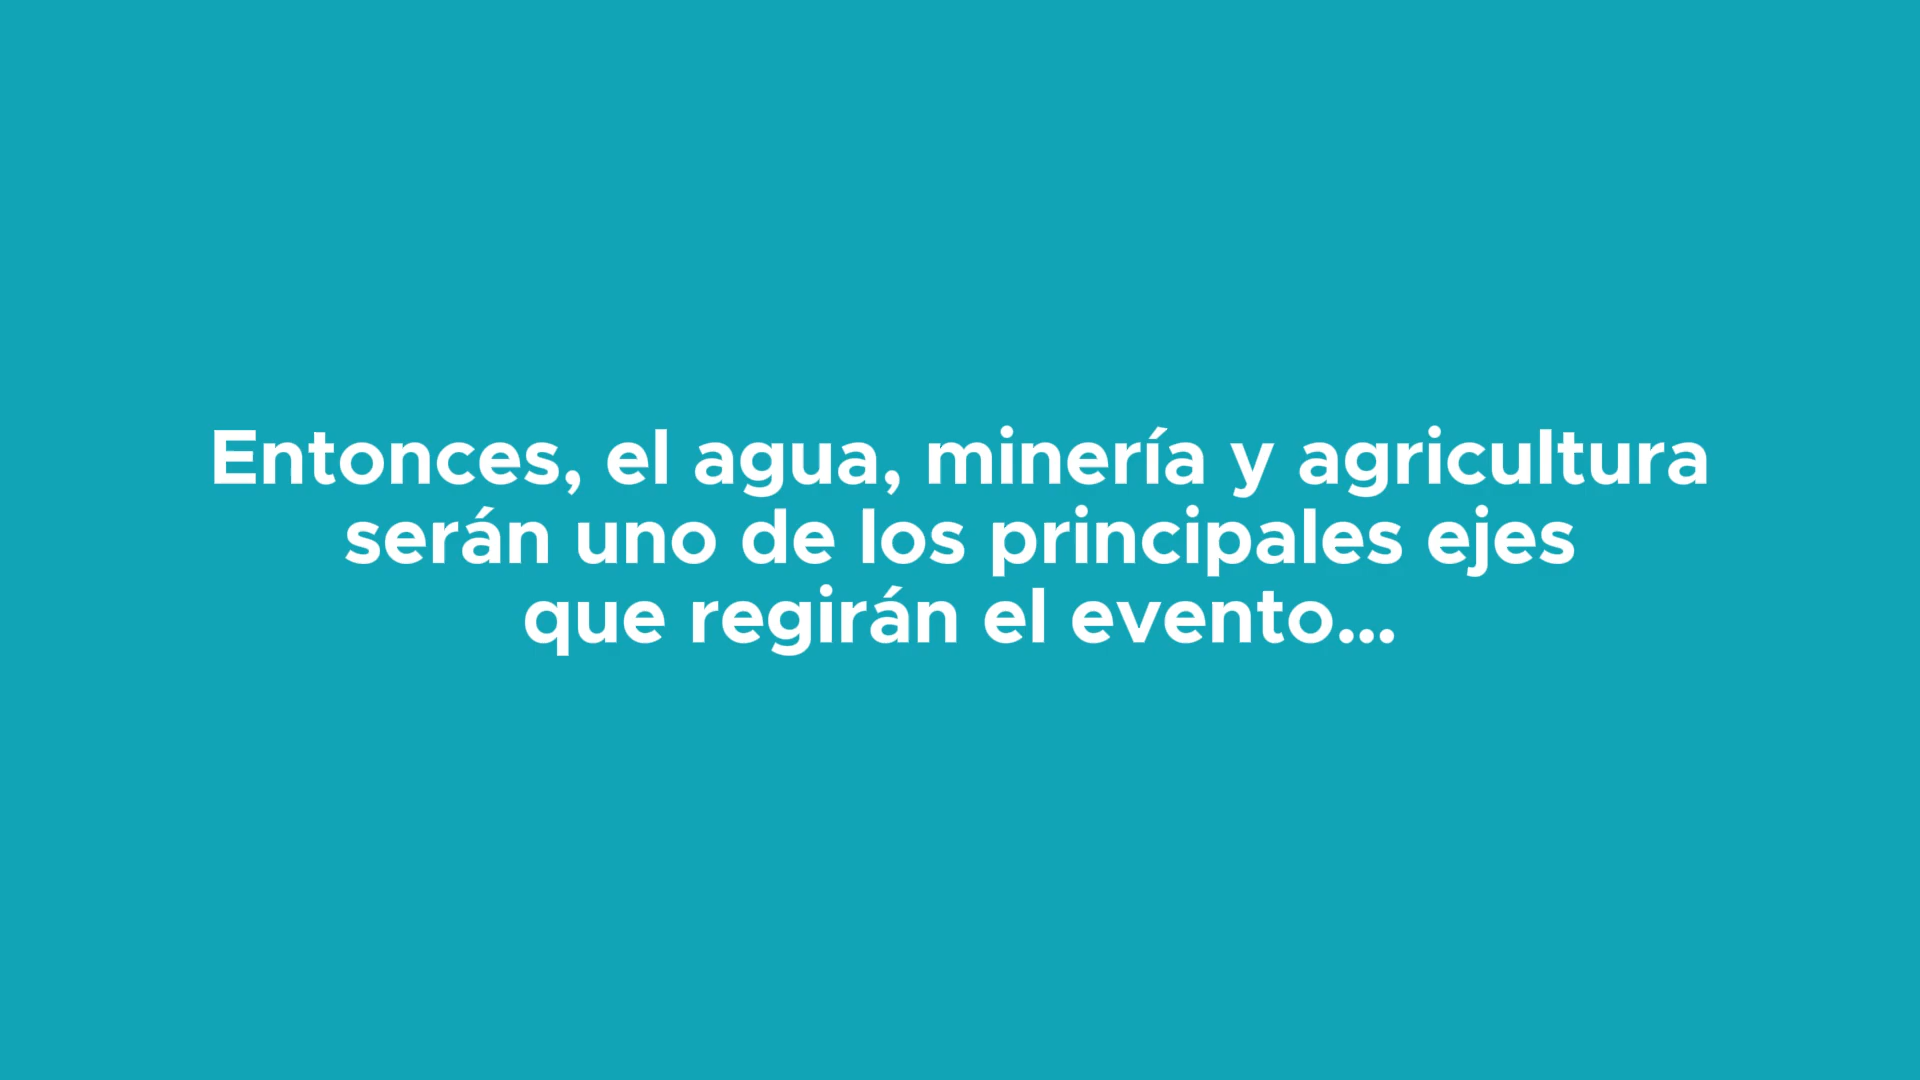 Entonces, el agua, minería y agricultura
serán uno de los principales ejes
que regirán el evento...